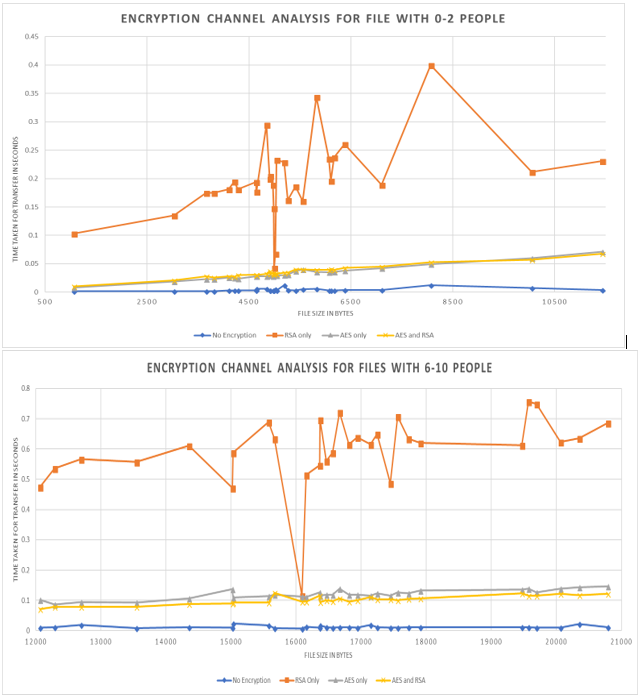 ENCRYPTION CHANNEL ANALYSIS FOR FILE WITH 0-2 PEOPLE
0.45
0.4
0.35
0.3
0.25
0.2
0.15
0.1
0.05
0
TIME TAKEN FOR TRANSFER IN SECONDS
500 2500 4500 6500 8500 10500
FILE SIZE IN BYTES
No Encryption RSA only AES only AES and RSA
ENCRYPTION CHANNEL ANALYSIS FOR FILES WITH 6-10 PEOPLE
0.8
0.7
0.6
0.5
0.4
0.3
0.2
0.1
0
TIME TAKEN FOR TRANSFER IN SECONDS
12000 13000 14000 15000 16000 17000 18000 19000 20000 21000
FILE SIZE IN BYTES
No Encryption RSA Only AES only AES and RSA